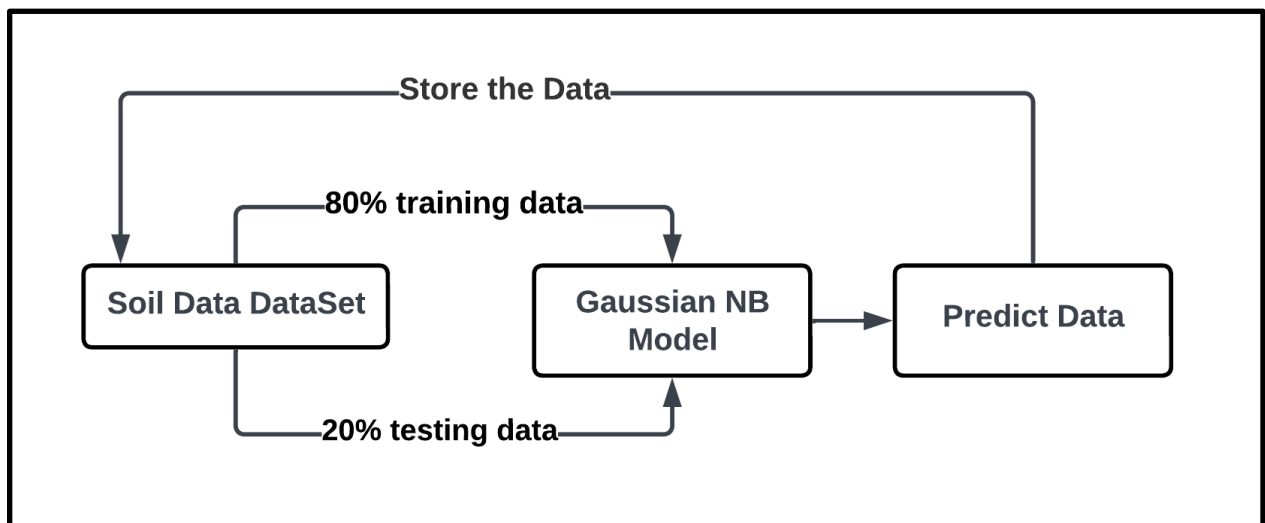 Store the Data
80% training data
Soil Data DataSet
Gaussian NB
Model
Predict Data
20% testing data